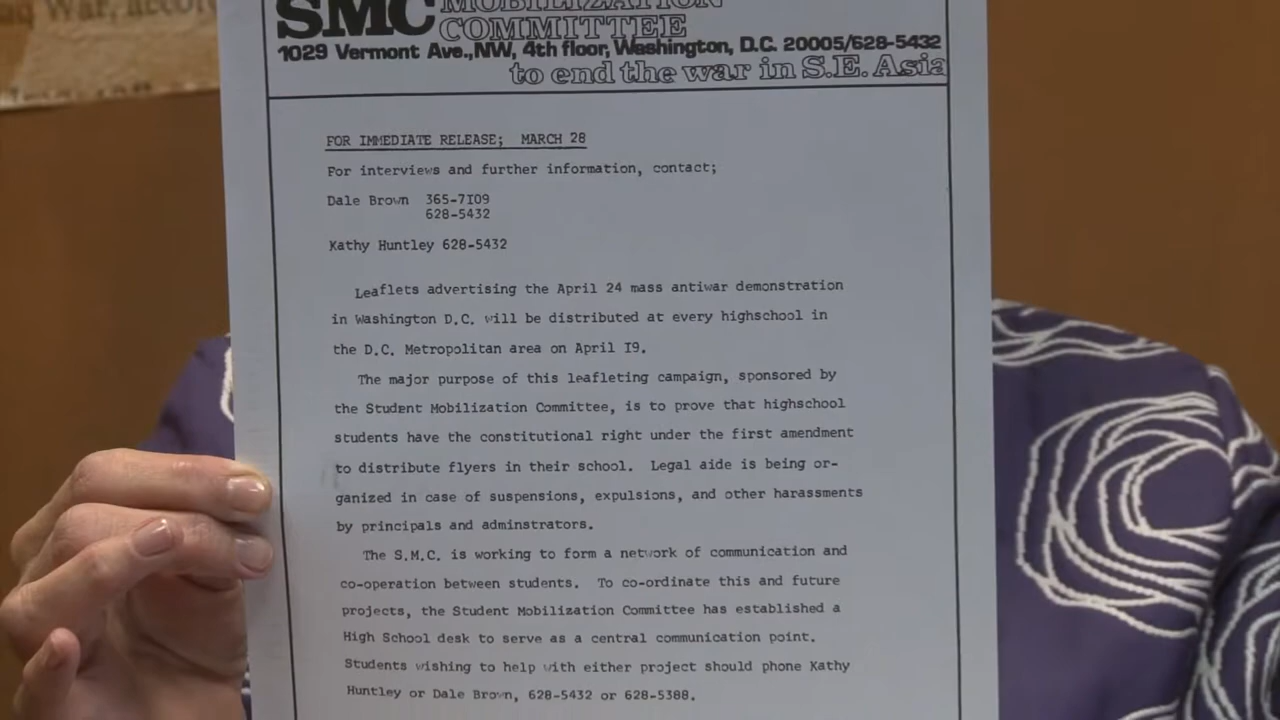 War, accor
SMC MOBILIZATION
COMMITTEE
1029 Vermont Ave.,NW, 4th floor, Washington, D.C. 20005/628-5432
to end the war in S.E. Asia
FOR IMMEDIATE RELEASE; MARCH 28
For interviews and further information, contact;
Dale Brown 365-7I09
628-5432
Kathy Huntley 628-5432
Leaflets advertising the April 24 mass antiwar demonstration
in Washington D.C. will be distributed at every highschool in
the D.C. Metropolitan area on April I9.
The major purpose of this leafleting campaign, sponsored by
the Student Mobilization Committee, is to prove that highschool
students have the constitutional right under the first amendment
to distribute flyers in their school. Legal aide is being or-
ganized in case of suspensions, expulsions, and other harassments
by principals and adminstrators.
The S.M.C. is working to form a network of communication and
co-operation between students. To co-ordinate this and future
projects, the Student Mobilization Committee has established a
High School desk to serve as a central communication point.
Students wishing to help with either project should phone Kathy
Huntley or Dale Brown, 628-5432 or 628-5388.